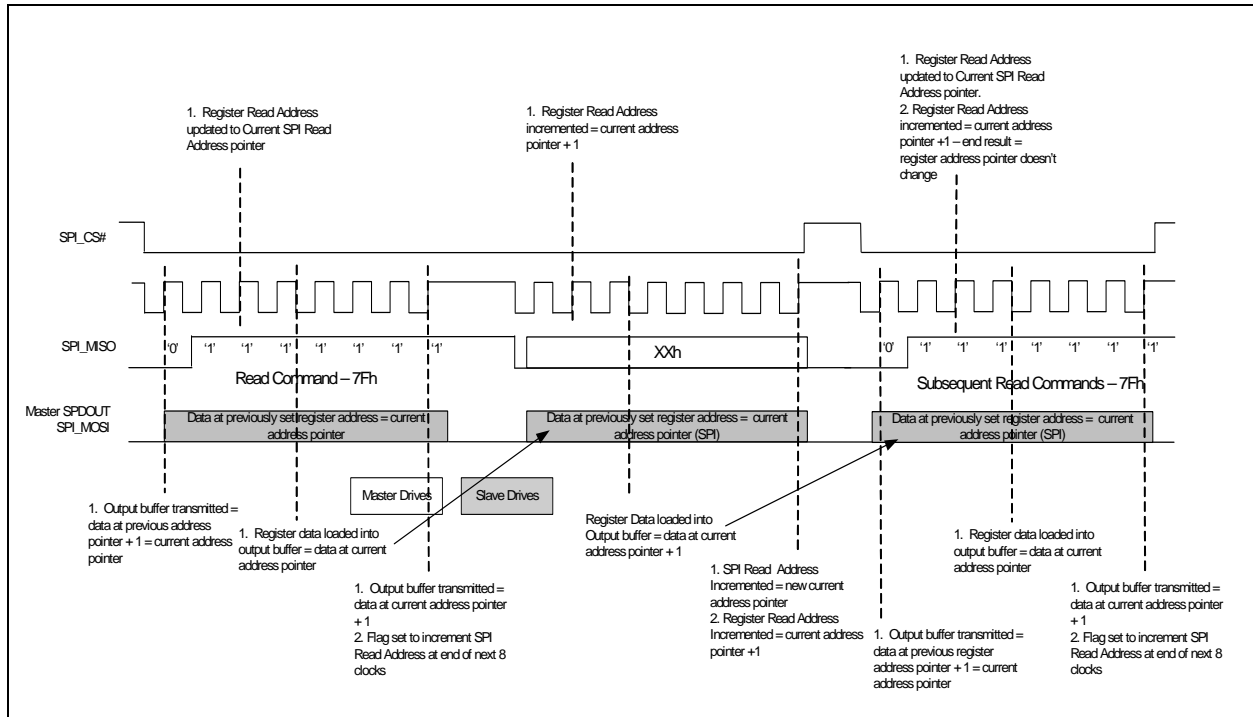 1. Register Read Address
updated to Current SPI Read
Address pointer
1. Register Read Address
incremented = current address
pointer + 1
1. Register Read Address
updated to Current SPI Read
Address pointer.
2. Register Read Address
incremented = current address
pointer +1 – end result =
register address pointer doesn't
change
SPI_CS#
SPI_MISO
'0' '1' '1' '1' '1' '1' '1' '1'
XXh
'0' '1' '1' '1' '1' '1' '1' '1'
Read Command – 7Fh
Subsequent Read Commands – 7Fh
Master SPDOUT
SPI_MOSI
Data at previously set register address = current
address pointer
Data at previously set register address = current
address pointer (SPI)
Data at previously set register address = current
address pointer (SPI)
Master Drives
Slave Drives
1. Output buffer transmitted =
data at previous address
pointer + 1 = current address
pointer
1. Register data loaded into
output buffer = data at current
address pointer
1. Output buffer transmitted =
data at current address pointer
+ 1
2. Flag set to increment SPI
Read Address at end of next 8
clocks
Register Data loaded into
Output buffer = data at current
address pointer + 1
1. SPI Read Address
Incremented = new current
address pointer
2. Register Read Address
Incremented = current address
pointer +1
1. Output buffer transmitted =
data at previous register
address pointer + 1 = current
address pointer
1. Register data loaded into
output buffer = data at current
address pointer
1. Output buffer transmitted =
data at current address pointer
+ 1
2. Flag set to increment SPI
Read Address at end of next 8
clocks